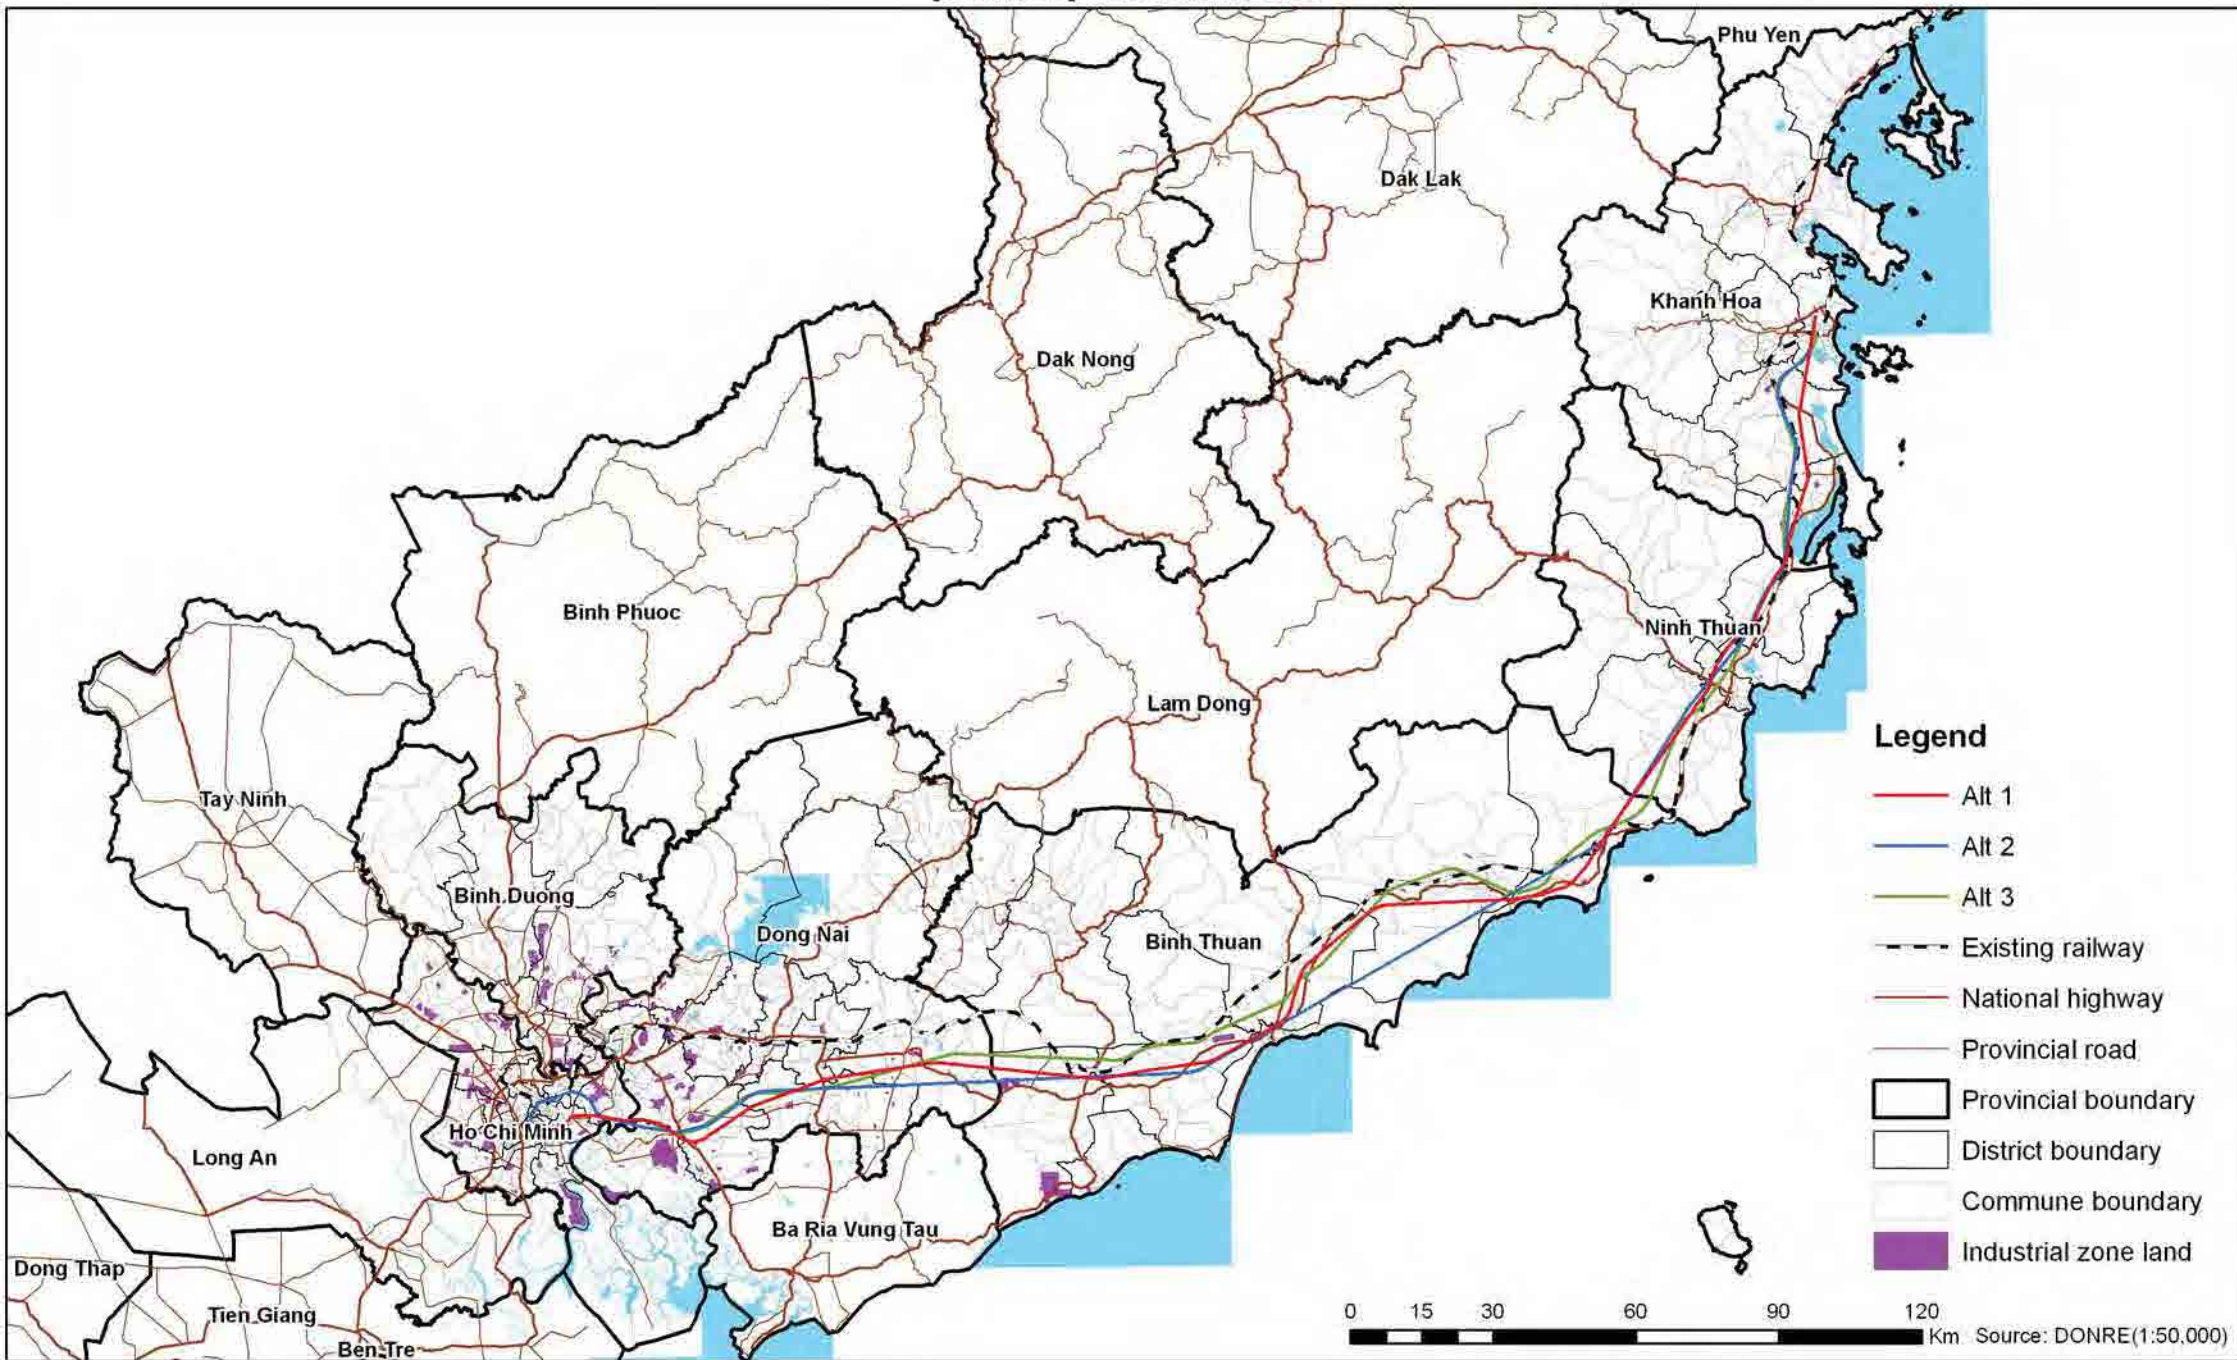 Phu Yen
Dak Lak
Khanh Hoa
Dak Nong
Binh Phuoc
Ninh Thuan
Lam Dong
Tay Ninh
Binh Duong
Dong Nai
Binh Thuan
Ho Chi Minh
Long An
Ba Ria Vung Tau
Dong Thap
Tien Giang
Ben Tre
Legend
Alt 1
Alt 2
Alt 3
Existing railway
National highway
Provincial road
Provincial boundary
District boundary
Commune boundary
Industrial zone land
0 15 30 60 90 120
Km Source: DONRE(1:50,000)